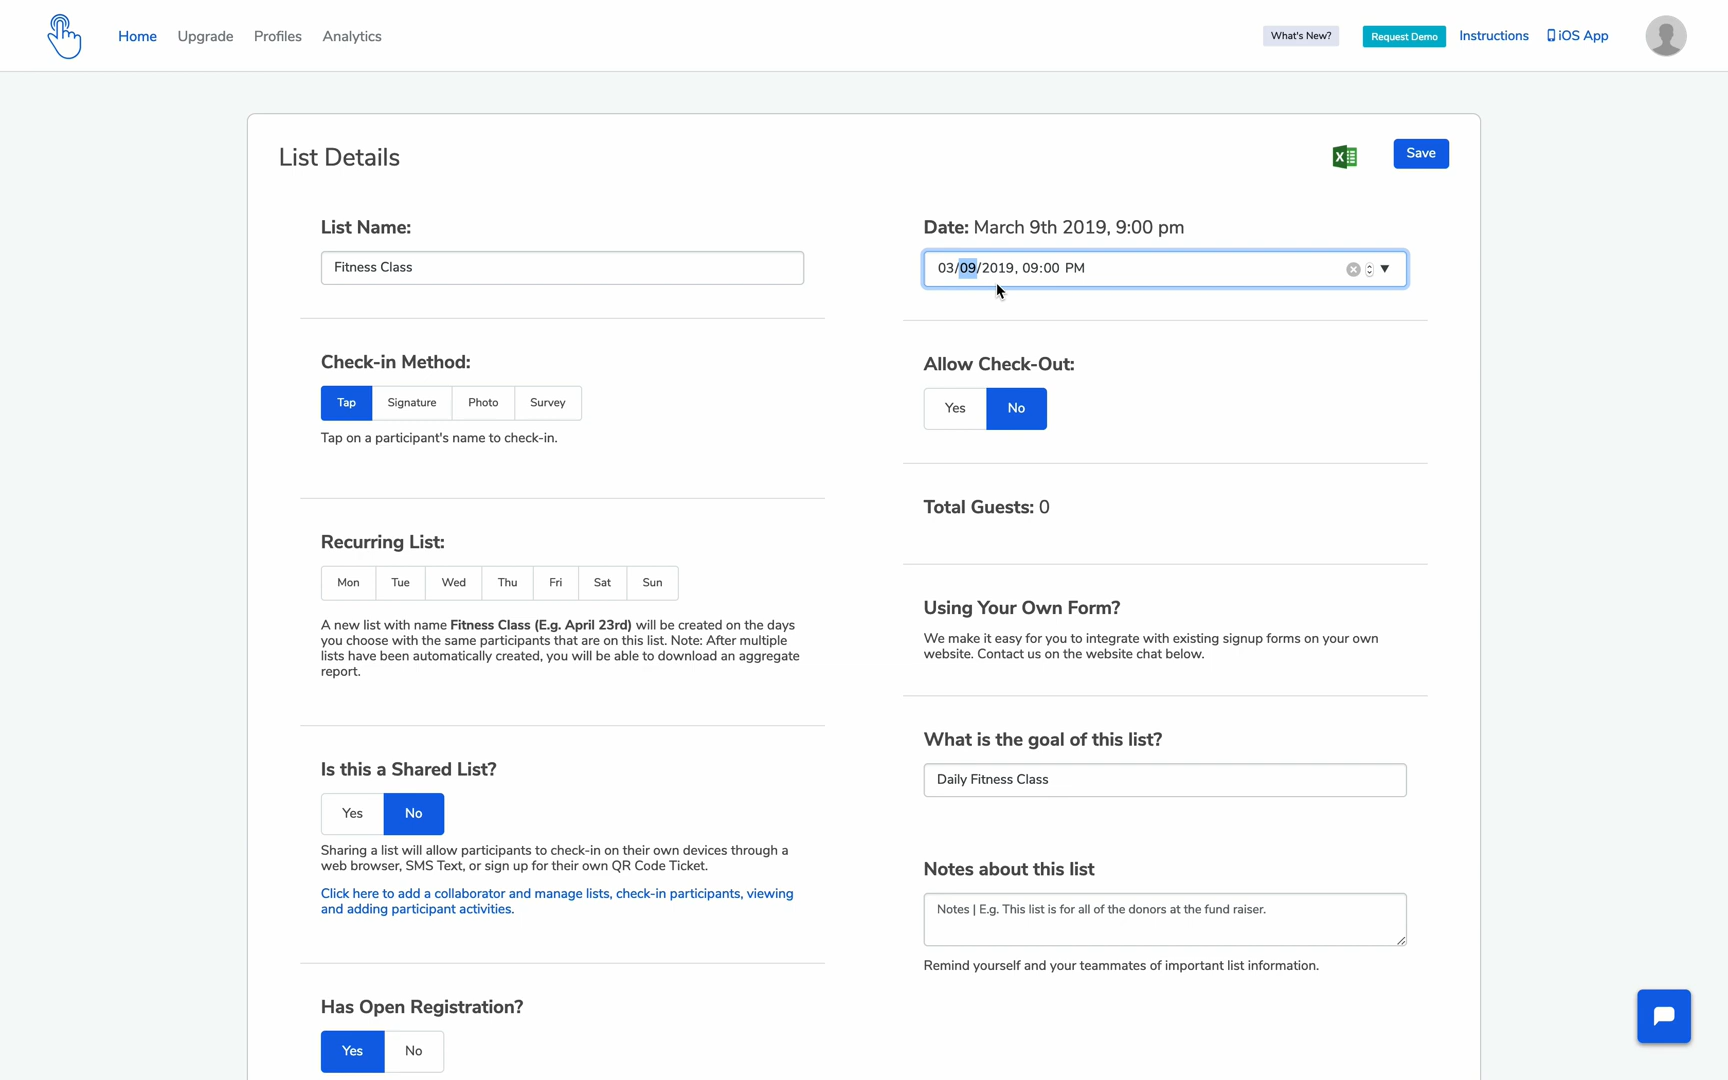 Home Upgrade Profiles Analytics
What's New? Request Demo Instructions iOS App
List Details
Save
List Name:
Fitness Class
Date: March 9th 2019, 9:00 pm
03/09/2019, 09:00 PM
Check-in Method:
Tap Signature Photo Survey
Tap on a participant's name to check-in.
Allow Check-Out:
Yes No
Total Guests: 0
Recurring List:
Mon Tue Wed Thu Fri Sat Sun
A new list with name Fitness Class (E.g. April 23rd) will be created on the days
you choose with the same participants that are on this list. Note: After multiple
lists have been automatically created, you will be able to download an aggregate
report.
Using Your Own Form?
We make it easy for you to integrate with existing signup forms on your own
website. Contact us on the website chat below.
Is this a Shared List?
Yes No
Sharing a list will allow participants to check-in on their own devices through a
web browser, SMS Text, or sign up for their own QR Code Ticket.
Click here to add a collaborator and manage lists, check-in participants, viewing
and adding participant activities.
What is the goal of this list?
Daily Fitness Class
Notes about this list
Notes | E.g. This list is for all of the donors at the fund raiser.
Remind yourself and your teammates of important list information.
Has Open Registration?
Yes No